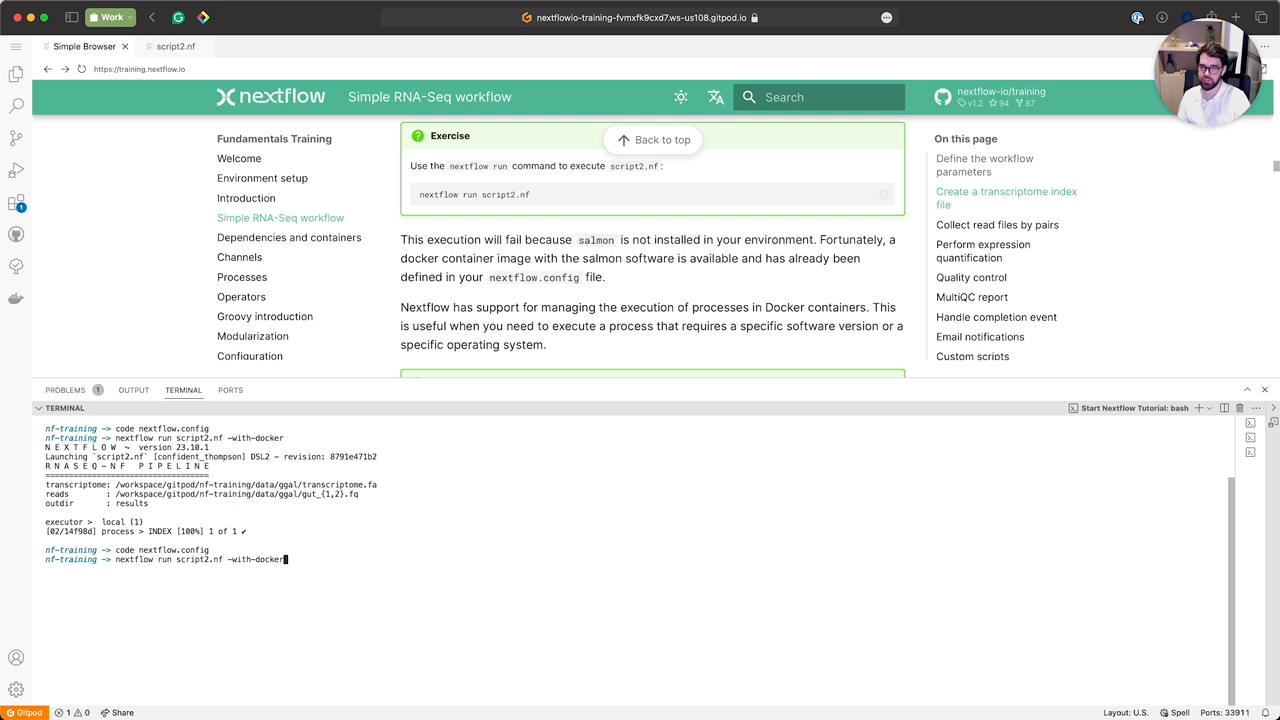 Work
nextflowio-training-fvmxfk9cxd7.ws-us108.gitpod.io
Simple Browser
script2.nf
https://training.nextflow.io
nextflow
Simple RNA-Seq workflow
Search
nextflow-io/training
v1.2 94 87
Fundamentals Training
Welcome
Environment setup
Introduction
Simple RNA-Seq workflow
Dependencies and containers
Channels
Processes
Operators
Groovy introduction
Modularization
Configuration
Exercise
Back to top
Use the nextflow run command to execute script2.nf:
nextflow run script2.nf
This execution will fail because salmon is not installed in your environment. Fortunately, a
docker container image with the salmon software is available and has already been
defined in your nextflow.config file.
Nextflow has support for managing the execution of processes in Docker containers. This
is useful when you need to execute a process that requires a specific software version or a
specific operating system.
On this page
Define the workflow
parameters
Create a transcriptome index
file
Collect read files by pairs
Perform expression
quantification
Quality control
MultiQC report
Handle completion event
Email notifications
Custom scripts
1
PROBLEMS 1 OUTPUT TERMINAL PORTS
TERMINAL
Start Nextflow Tutorial: bash
nf-training -> code nextflow.config
nf-training -> nextflow run script2.nf -with-docker
N E X T F L O W ~ version 23.10.1
Launching `script2.nf` [confident_thompson] DSL2 - revision: 8791e471b2
R N A S E Q - N F   P I P E L I N E
===================================
transcriptome: /workspace/gitpod/nf-training/data/ggal/transcriptome.fa
reads        : /workspace/gitpod/nf-training/data/ggal/gut_{1,2}.fq
outdir       : results
executor >  local (1)
[02/14f98d] process > INDEX [100%] 1 of 1 ✔
nf-training -> code nextflow.config
nf-training -> nextflow run script2.nf -with-docker
Gitpod
1 0
Share
Layout: U.S.
Spell
Ports: 33911